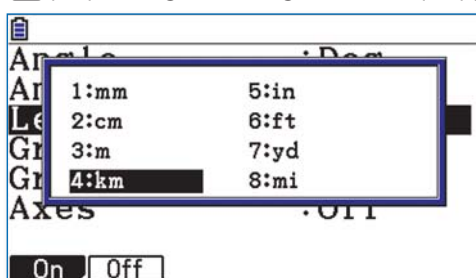 Angle :Deg
1:mm 5:in
2:cm 6:ft
3:m 7:yd
4:km 8:mi
Axes :Off
On Off